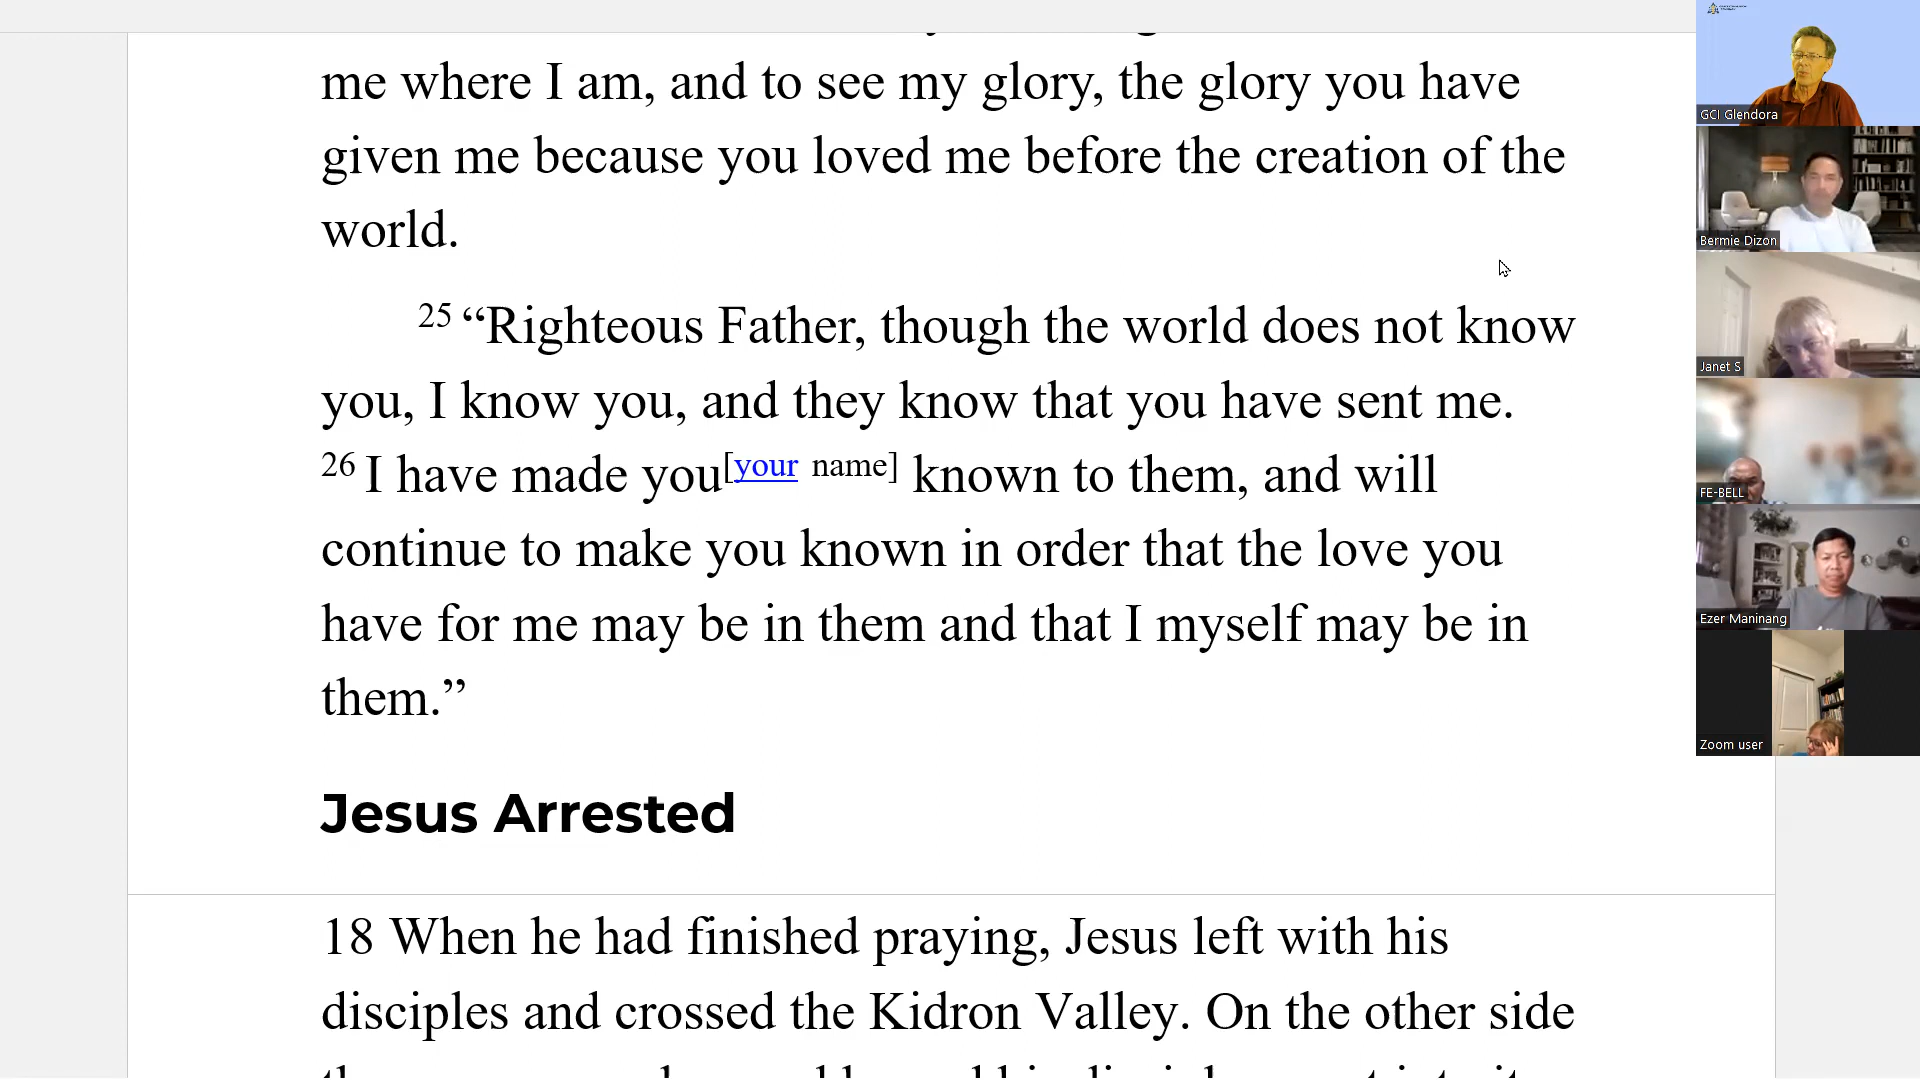 me where I am, and to see my glory, the glory you have
given me because you loved me before the creation of the
world.
25 “Righteous Father, though the world does not know
you, I know you, and they know that you have sent me.
26 I have made you[your name] known to them, and will
continue to make you known in order that the love you
have for me may be in them and that I myself may be in
them.”
Jesus Arrested
18 When he had finished praying, Jesus left with his
disciples and crossed the Kidron Valley. On the other side
GCI Glendora
Bermie Dizon
Janet S
FE-BELL
Ezer Maninang
Zoom user